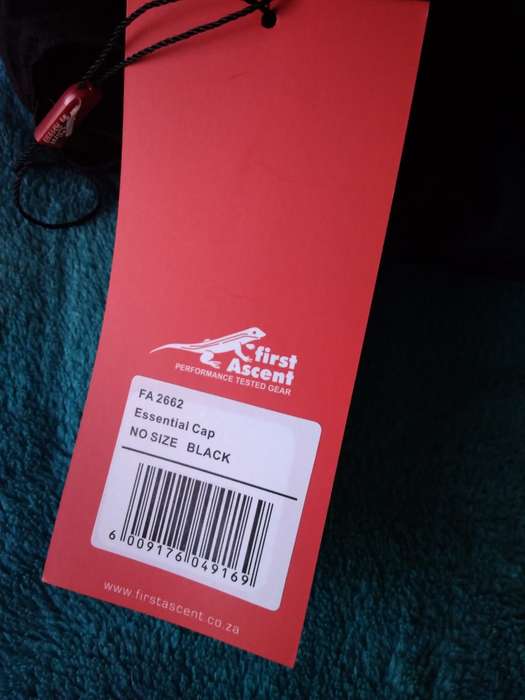 first
Ascent
PERFORMANCE TESTED GEAR
FA 2662
Essential Cap
NO SIZE BLACK
6 009176 049169
www.firstascent.co.za